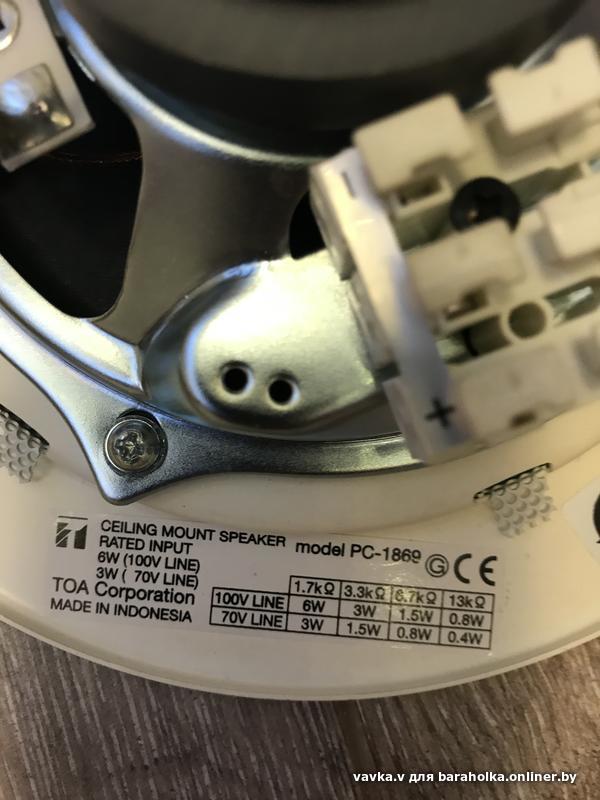 +
CEILING MOUNT SPEAKER model PC-1869 G CE
RATED INPUT
6W (100V LINE)
3W ( 70V LINE)
TOA Corporation
MADE IN INDONESIA
1.7kΩ 3.3kΩ 6.7kΩ 13kΩ
100V LINE 6W 3W 1.5W 0.8W
70V LINE 3W 1.5W 0.8W 0.4W
vavka.v для baraholka.onliner.by